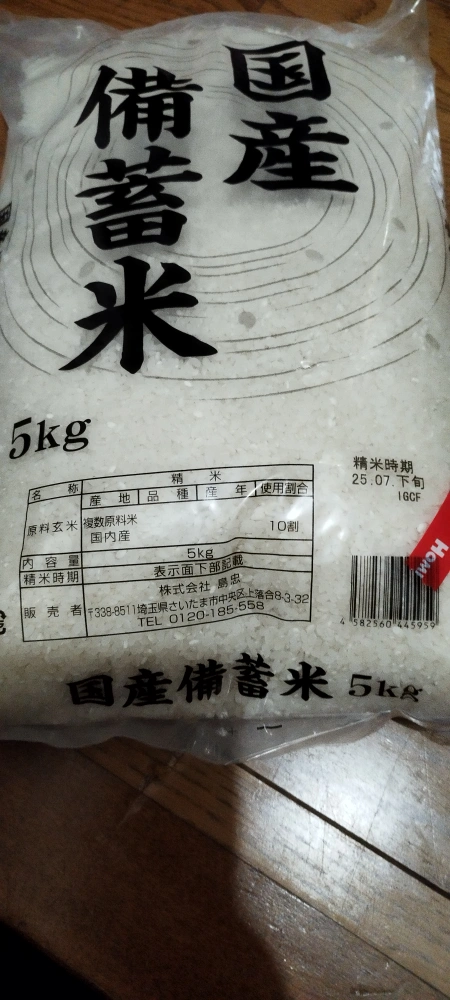 国産
備蓄米
5kg
精米時期
25.07.下旬
IGCF
名称 精米
産地 品種 産年 使用割合
原料玄米 複数原料米
国内産 10割
内容量 5kg
精米時期 表示面下部記載
販売者 株式会社 島忠
〒338-8511埼玉県さいたま市中央区上落合8-3-32
TEL 0120-185-558
Homi
4 582560 445959
国産備蓄米 5kg